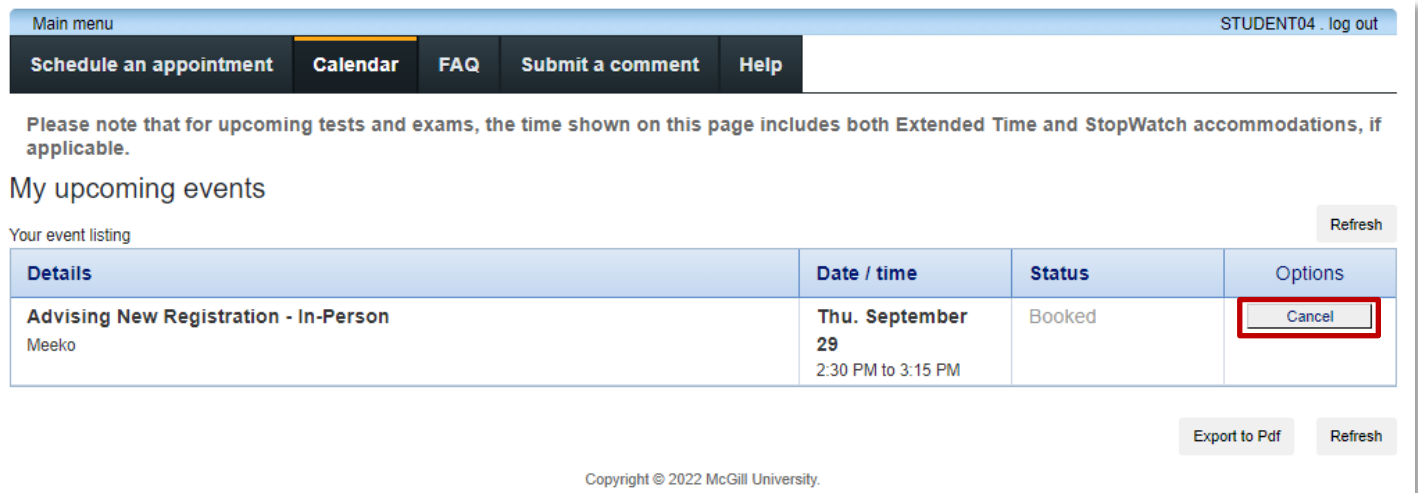 Main menu
STUDENT04 . log out
Schedule an appointment Calendar FAQ Submit a comment Help
Please note that for upcoming tests and exams, the time shown on this page includes both Extended Time and StopWatch accommodations, if
applicable.
My upcoming events
Refresh
Your event listing
Details Date / time Status Options
Advising New Registration - In-Person Thu. September Booked Cancel
Meeko 29
2:30 PM to 3:15 PM
Export to Pdf Refresh
Copyright © 2022 McGill University.